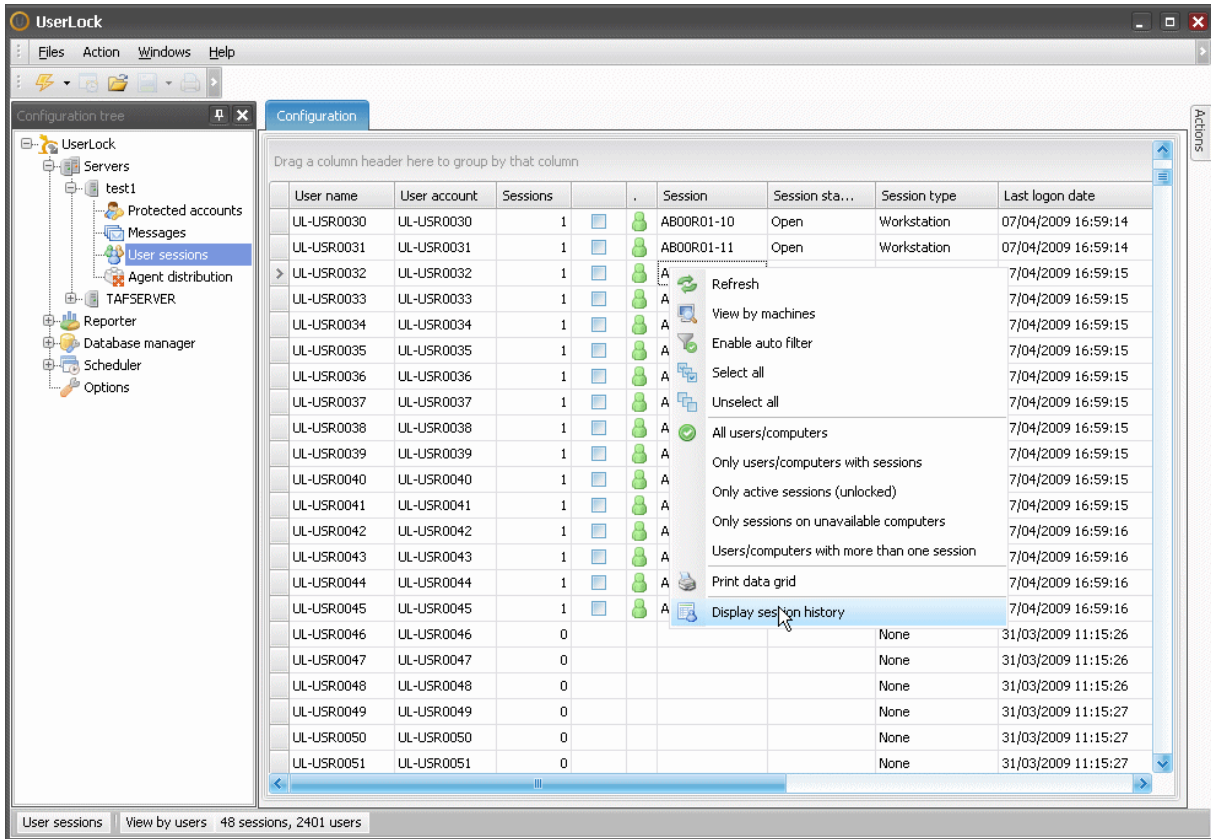 UserLock
Files Action Windows Help
Configuration tree
UserLock
Servers
test1
Protected accounts
Messages
User sessions
Agent distribution
TAFSERVER
Reporter
Database manager
Scheduler
Options
Configuration
Actions
Drag a column header here to group by that column
User name User account Sessions . Session Session sta... Session type Last logon date
UL-USR0030 UL-USR0030 1 AB00R01-10 Open Workstation 07/04/2009 16:59:14
UL-USR0031 UL-USR0031 1 AB00R01-11 Open Workstation 07/04/2009 16:59:14
UL-USR0032 UL-USR0032 1 A 7/04/2009 16:59:15
UL-USR0033 UL-USR0033 1 A 7/04/2009 16:59:15
UL-USR0034 UL-USR0034 1 A 7/04/2009 16:59:15
UL-USR0035 UL-USR0035 1 A 7/04/2009 16:59:15
UL-USR0036 UL-USR0036 1 A 7/04/2009 16:59:15
UL-USR0037 UL-USR0037 1 A 7/04/2009 16:59:15
UL-USR0038 UL-USR0038 1 A 7/04/2009 16:59:15
UL-USR0039 UL-USR0039 1 A 7/04/2009 16:59:15
UL-USR0040 UL-USR0040 1 A 7/04/2009 16:59:15
UL-USR0041 UL-USR0041 1 A 7/04/2009 16:59:15
UL-USR0042 UL-USR0042 1 A 7/04/2009 16:59:16
UL-USR0043 UL-USR0043 1 A 7/04/2009 16:59:16
UL-USR0044 UL-USR0044 1 A 7/04/2009 16:59:16
UL-USR0045 UL-USR0045 1 A 7/04/2009 16:59:16
UL-USR0046 UL-USR0046 0 None 31/03/2009 11:15:26
UL-USR0047 UL-USR0047 0 None 31/03/2009 11:15:26
UL-USR0048 UL-USR0048 0 None 31/03/2009 11:15:26
UL-USR0049 UL-USR0049 0 None 31/03/2009 11:15:27
UL-USR0050 UL-USR0050 0 None 31/03/2009 11:15:27
UL-USR0051 UL-USR0051 0 None 31/03/2009 11:15:27
Refresh
View by machines
Enable auto filter
Select all
Unselect all
All users/computers
Only users/computers with sessions
Only active sessions (unlocked)
Only sessions on unavailable computers
Users/computers with more than one session
Print data grid
Display session history
User sessions View by users 48 sessions, 2401 users